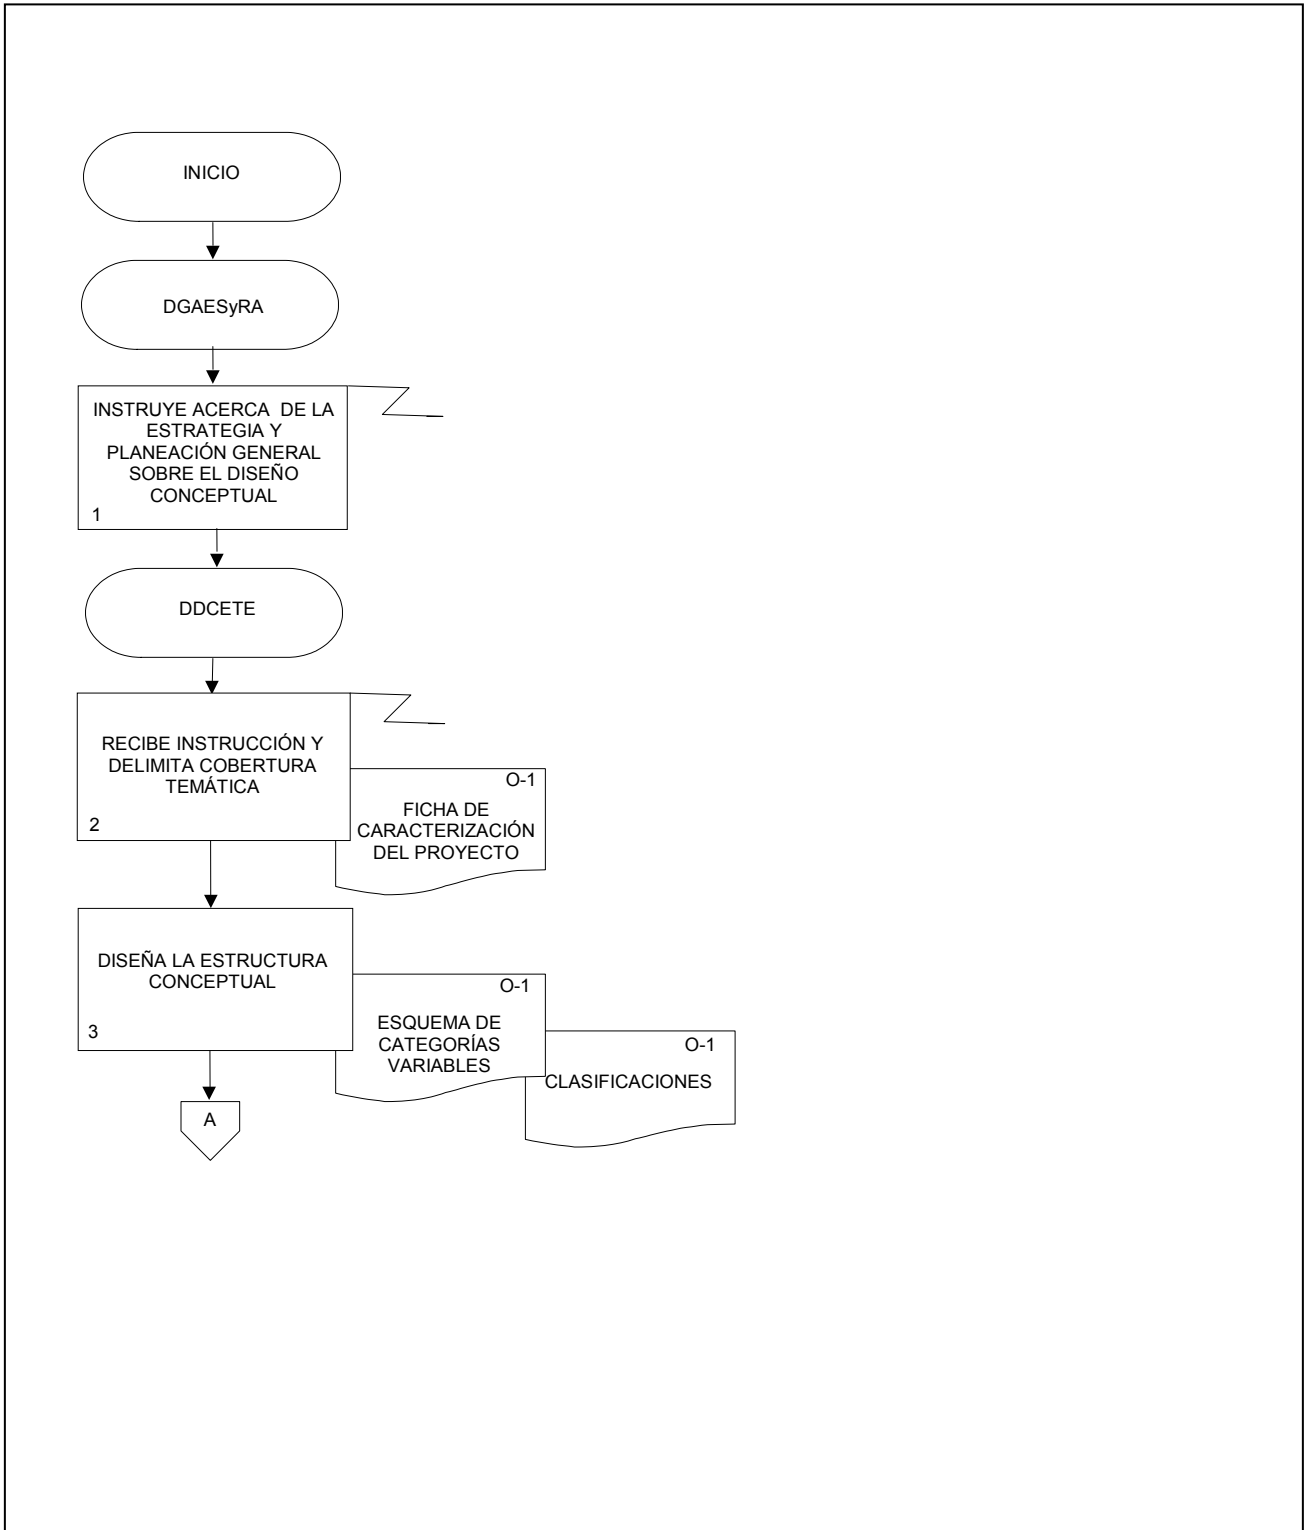 INICIO
DGAESyRA
INSTRUYE ACERCA DE LA
ESTRATEGIA Y
PLANEACIÓN GENERAL
SOBRE EL DISEÑO
CONCEPTUAL
1
DDCETE
RECIBE INSTRUCCIÓN Y
DELIMITA COBERTURA
TEMÁTICA
2
O-1
FICHA DE
CARACTERIZACIÓN
DEL PROYECTO
DISEÑA LA ESTRUCTURA
CONCEPTUAL
3
O-1
ESQUEMA DE
CATEGORÍAS
VARIABLES
O-1
CLASIFICACIONES
A